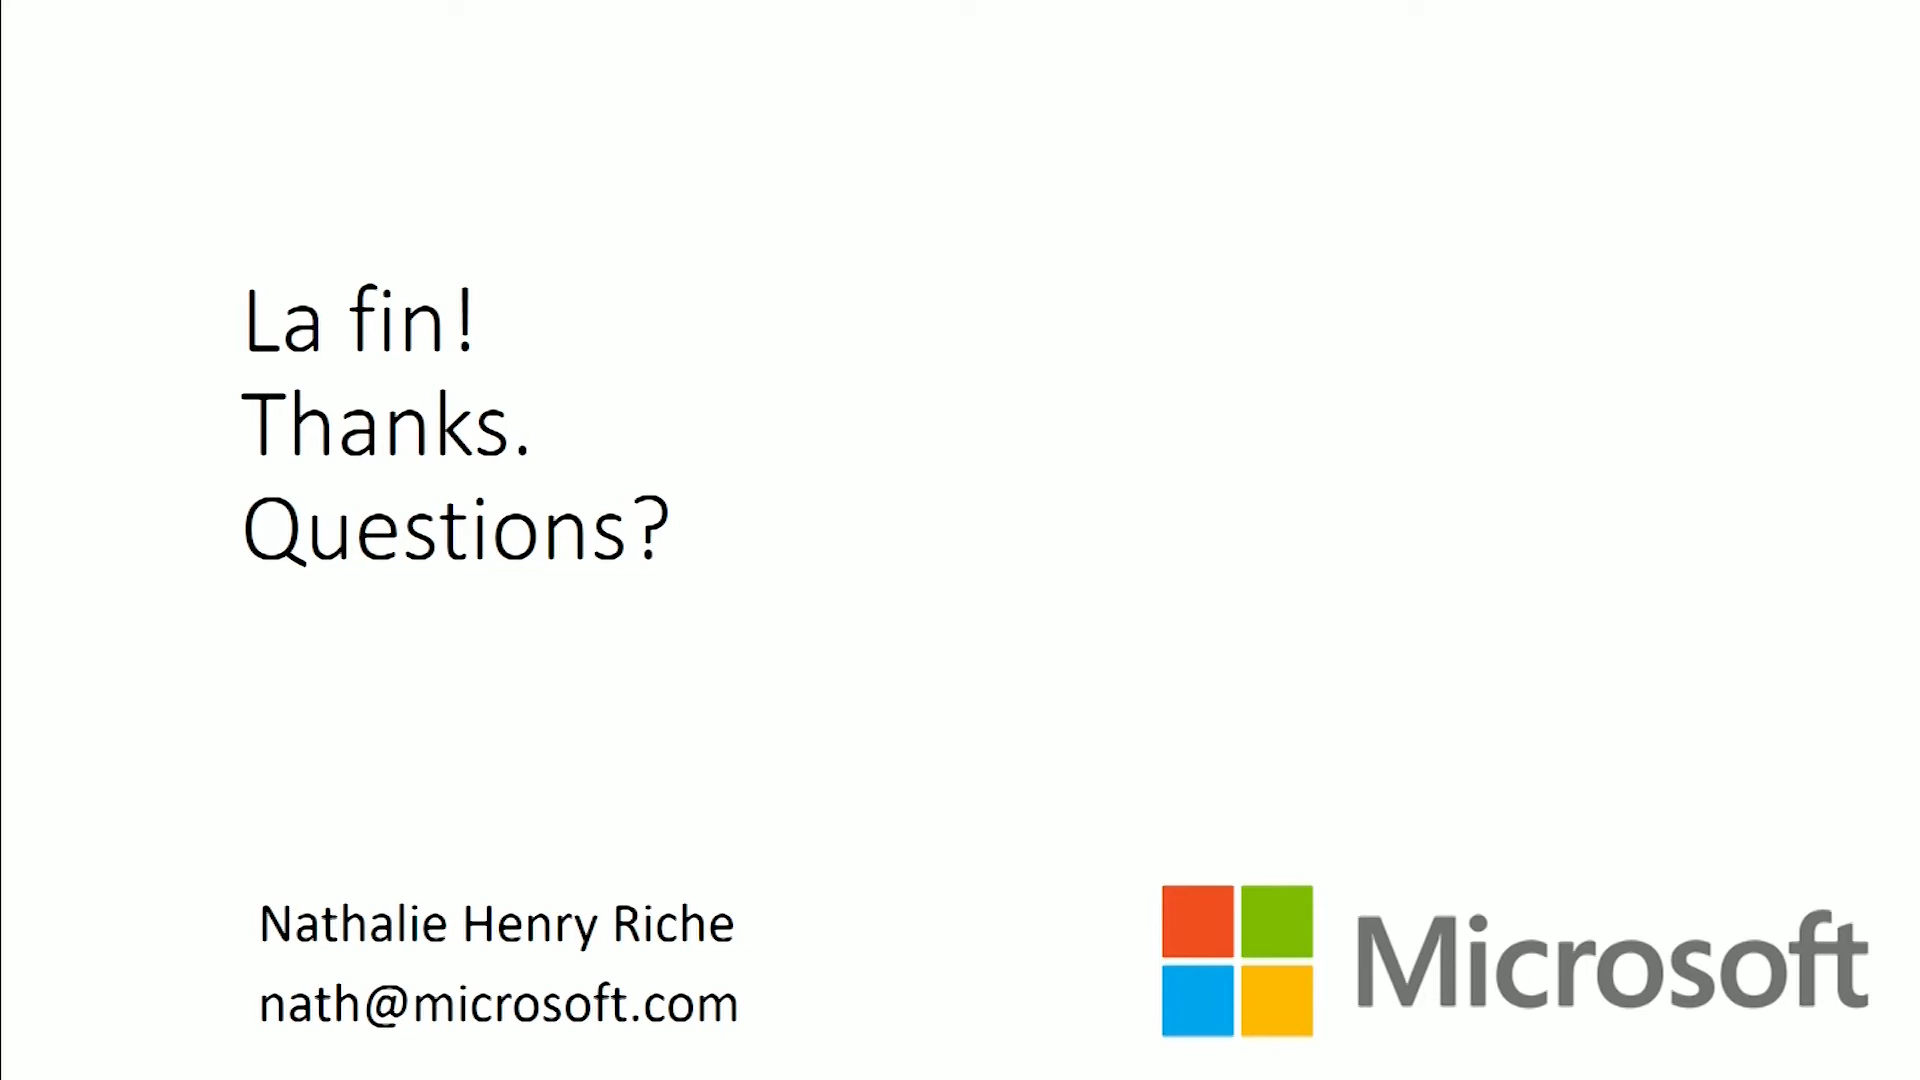 La fin!
Thanks.
Questions?
Nathalie Henry Riche
nath@microsoft.com
Microsoft